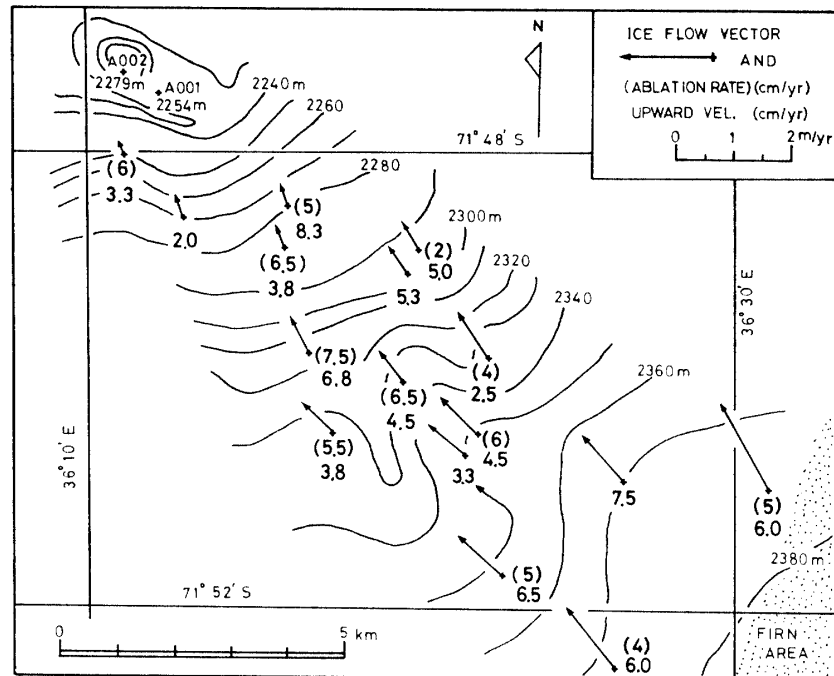 A002
2279m
A001
2254m
2240m
2260
2280
N
71° 48' S
ICE FLOW VECTOR
AND
(ABLATION RATE) (cm/yr)
UPWARD VEL. (cm/yr)
0 1 2 m/yr
(6)
3.3
2.0
(5)
8.3
(6.5)
3.8
2300m
(2)
5.0
5.3
2320
2340
36° 30' E
(7.5)
6.8
(6.5)
4.5
(4)
2.5
2360m
36° 10' E
(5.5)
3.8
(6)
4.5
3.3
7.5
(5)
6.0
(5)
6.5
2380m
71° 52' S
0 5 km
(4)
6.0
FIRN
AREA